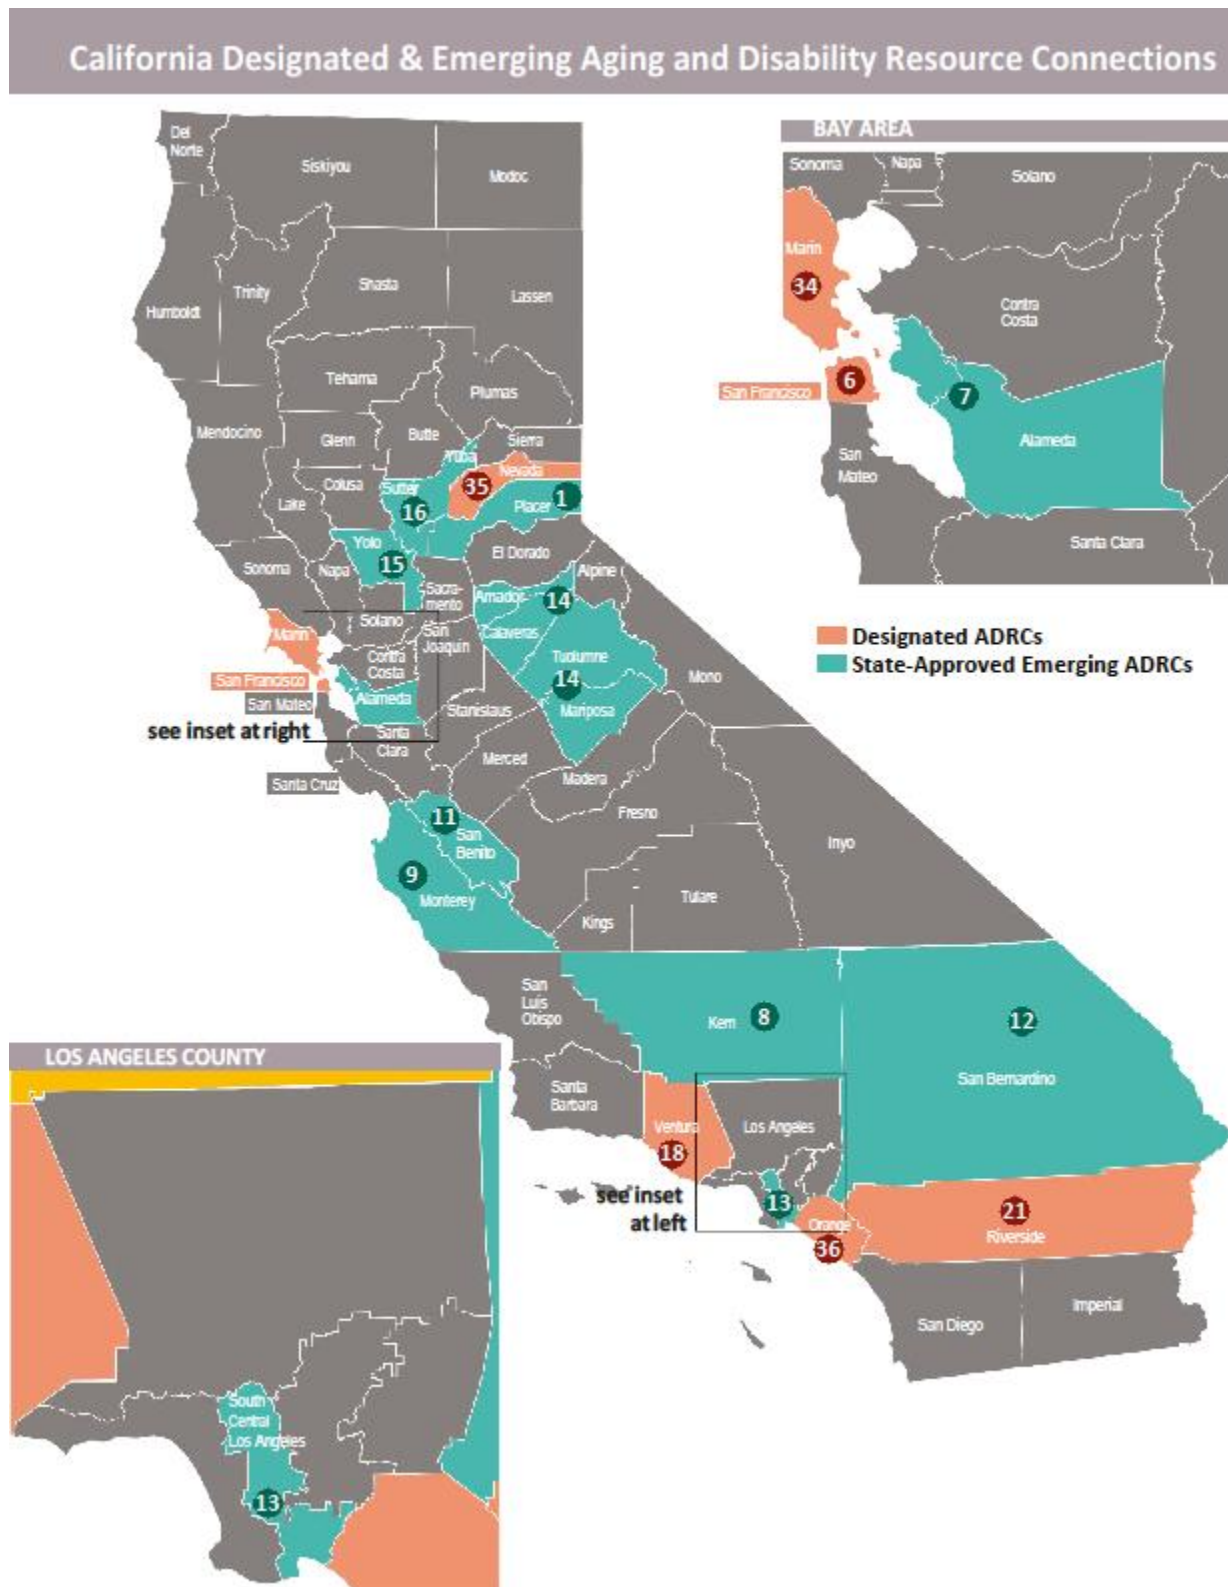 California Designated & Emerging Aging and Disability Resource Connections
Del
Norte
Siskiyou
Modoc
Humboldt
Trinity
Shasta
Lassen
Tehama
Plumas
Mendocino
Glenn
Butte
Sierra
Yuba
Nevada
35
Colusa
Sutter
16
Placer
1
Lake
Yolo
15
El Dorado
Sonoma
Napa
Sacra-
mento
Amador
14
Alpine
Solano
Marin
San
Joaquin
Calaveras
Contra
Costa
Tuolumne
14
Mono
San Francisco
Alameda
San Mateo
Stanislaus
Mariposa
see inset at right
Santa
Clara
Merced
Santa Cruz
Madera
Fresno
11
San
Benito
Inyo
9
Monterey
Tulare
Kings
San
Luis
Obispo
Kern
8
12
San Bernardino
Santa
Barbara
Ventura
18
Los Angeles
see inset
at left
13
Orange
36
21
Riverside
San Diego
Imperial
BAY AREA
Sonoma
Napa
Solano
Marin
34
Contra
Costa
San Francisco
6
7
Alameda
San
Mateo
Santa Clara
Designated ADRCs
State-Approved Emerging ADRCs
LOS ANGELES COUNTY
South
Central
Los Angeles
13